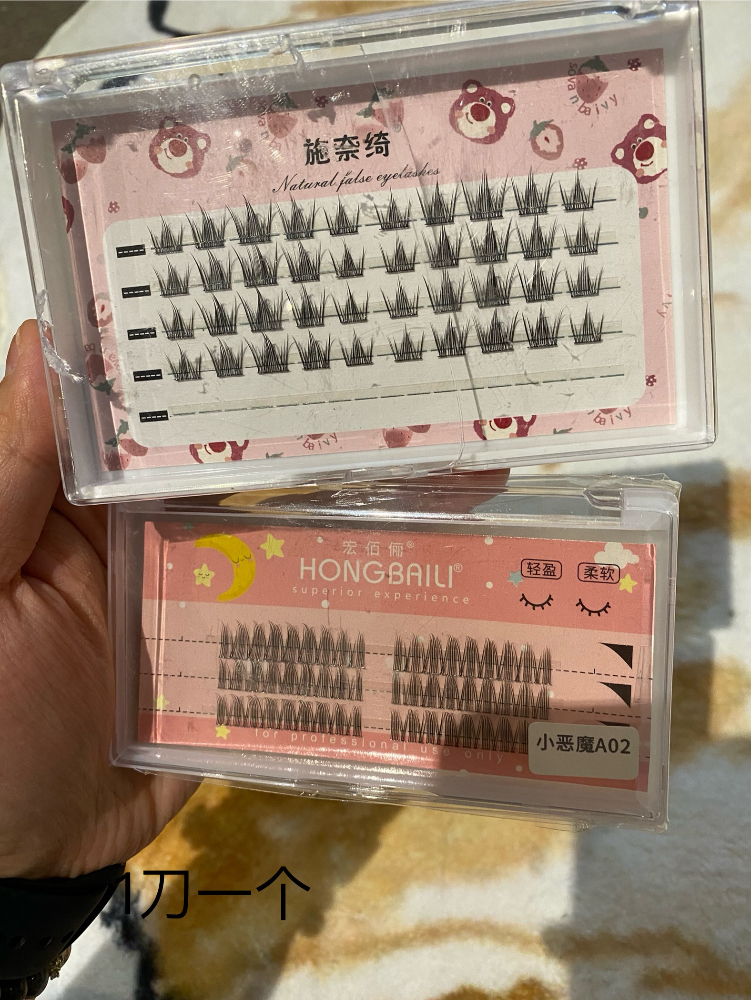 施奈绮
Natural false eyelashes
宏佰俪®
HONGBAILI®
superior experience
轻盈
柔软
for professional use only
小恶魔A02
1刀一个